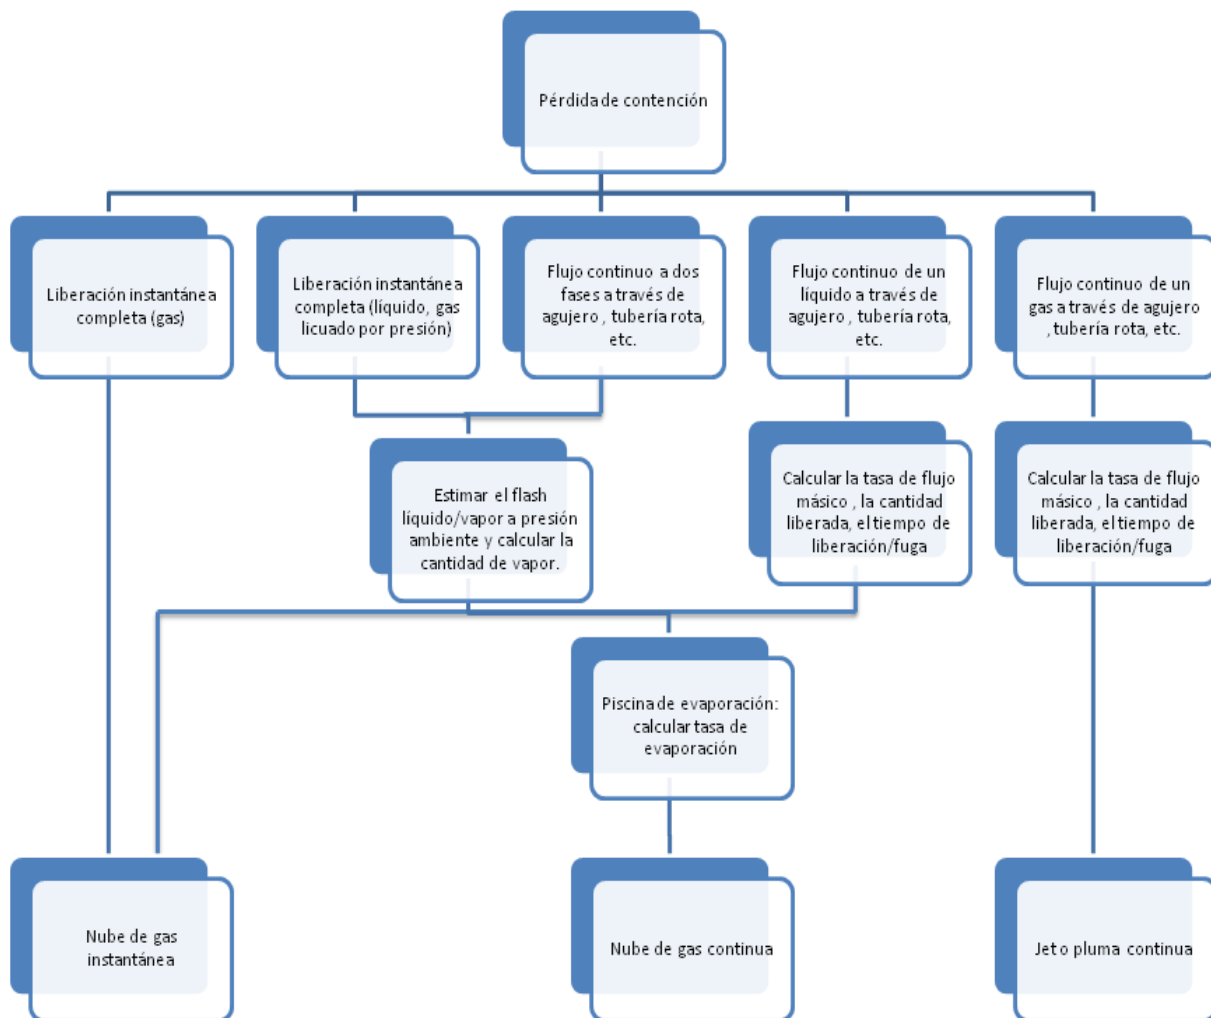 Pérdida de contención
Liberación instantánea
completa (gas)
Liberación instantánea
completa (líquido, gas
licuado por presión)
Flujo continuo a dos
fases a través de
agujero , tubería rota,
etc.
Flujo continuo de un
líquido a través de
agujero , tubería rota,
etc.
Flujo continuo de un
gas a través de agujero
, tubería rota, etc.
Estimar el flash
líquido/vapor a presión
ambiente y calcular la
cantidad de vapor.
Calcular la tasa de flujo
másico , la cantidad
liberada, el tiempo de
liberación/fuga
Calcular la tasa de flujo
másico , la cantidad
liberada, el tiempo de
liberación/fuga
Piscina de evaporación:
calcular tasa de
evaporación
Nube de gas
instantánea
Nube de gas continua
Jet o pluma continua